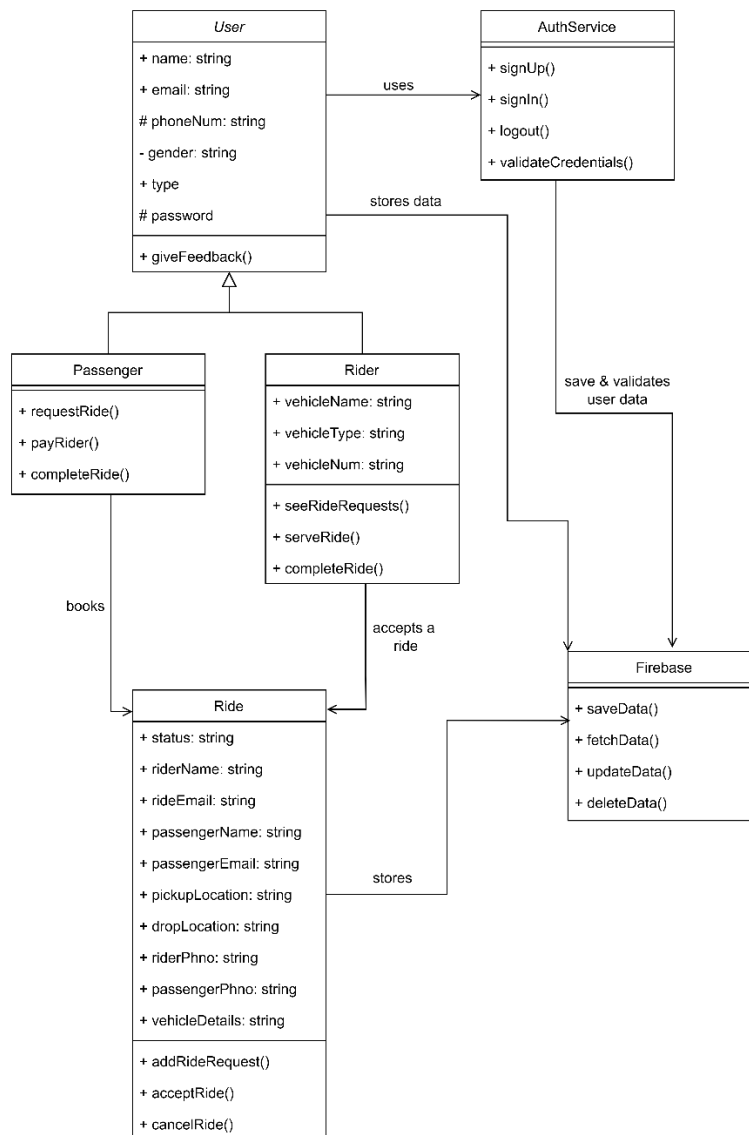 User
+ name: string
+ email: string
# phoneNum: string
- gender: string
+ type
# password
+ giveFeedback()
uses
AuthService
+ signUp()
+ signIn()
+ logout()
+ validateCredentials()
stores data
Passenger
+ requestRide()
+ payRider()
+ completeRide()
Rider
+ vehicleName: string
+ vehicleType: string
+ vehicleNum: string
+ seeRideRequests()
+ serveRide()
+ completeRide()
save & validates
user data
books
accepts a
ride
Ride
+ status: string
+ riderName: string
+ rideEmail: string
+ passengerName: string
+ passengerEmail: string
+ pickupLocation: string
+ dropLocation: string
+ riderPhno: string
+ passengerPhno: string
+ vehicleDetails: string
+ addRideRequest()
+ acceptRide()
+ cancelRide()
stores
Firebase
+ saveData()
+ fetchData()
+ updateData()
+ deleteData()